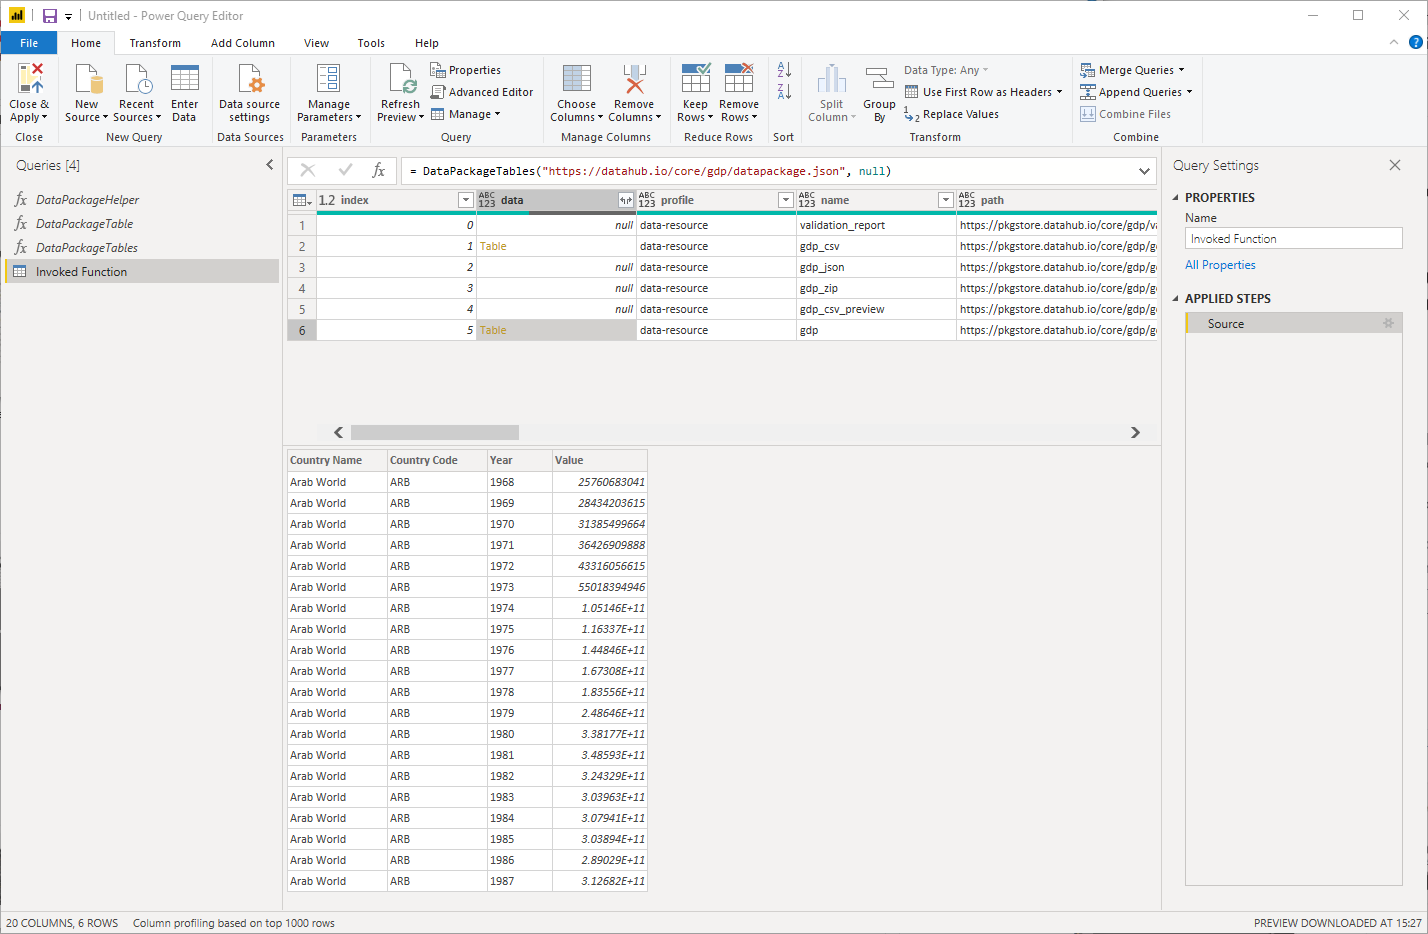 Untitled - Power Query Editor
File Home Transform Add Column View Tools Help
Close & Apply
New Source
Recent Sources
Enter Data
Data source settings
Manage Parameters
Refresh Preview
Properties
Advanced Editor
Manage
Choose Columns
Remove Columns
Keep Rows
Remove Rows
Split Column
Group By
Data Type: Any
Use First Row as Headers
Replace Values
Merge Queries
Append Queries
Combine Files
Close New Query Data Sources Parameters Query Manage Columns Reduce Rows Sort Transform Combine
Queries [4]
fx DataPackageHelper
fx DataPackageTable
fx DataPackageTables
Invoked Function
fx = DataPackageTables("https://datahub.io/core/gdp/datapackage.json", null)
1.2 index ABC 123 data ABC 123 profile ABC 123 name ABC 123 path
1 0 null data-resource validation_report https://pkgstore.datahub.io/core/gdp/v
2 1 Table data-resource gdp_csv https://pkgstore.datahub.io/core/gdp/g
3 2 null data-resource gdp_json https://pkgstore.datahub.io/core/gdp/g
4 3 null data-resource gdp_zip https://pkgstore.datahub.io/core/gdp/g
5 4 null data-resource gdp_csv_preview https://pkgstore.datahub.io/core/gdp/g
6 5 Table data-resource gdp https://pkgstore.datahub.io/core/gdp/g
Country Name Country Code Year Value
Arab World ARB 1968 25760683041
Arab World ARB 1969 28434203615
Arab World ARB 1970 31385499664
Arab World ARB 1971 36426909888
Arab World ARB 1972 43316056615
Arab World ARB 1973 55018394946
Arab World ARB 1974 1.05146E+11
Arab World ARB 1975 1.16337E+11
Arab World ARB 1976 1.44846E+11
Arab World ARB 1977 1.67308E+11
Arab World ARB 1978 1.83556E+11
Arab World ARB 1979 2.48646E+11
Arab World ARB 1980 3.38177E+11
Arab World ARB 1981 3.48593E+11
Arab World ARB 1982 3.24329E+11
Arab World ARB 1983 3.03963E+11
Arab World ARB 1984 3.07941E+11
Arab World ARB 1985 3.03894E+11
Arab World ARB 1986 2.89029E+11
Arab World ARB 1987 3.12682E+11
Query Settings
PROPERTIES
Name
Invoked Function
All Properties
APPLIED STEPS
Source
20 COLUMNS, 6 ROWS Column profiling based on top 1000 rows PREVIEW DOWNLOADED AT 15:27